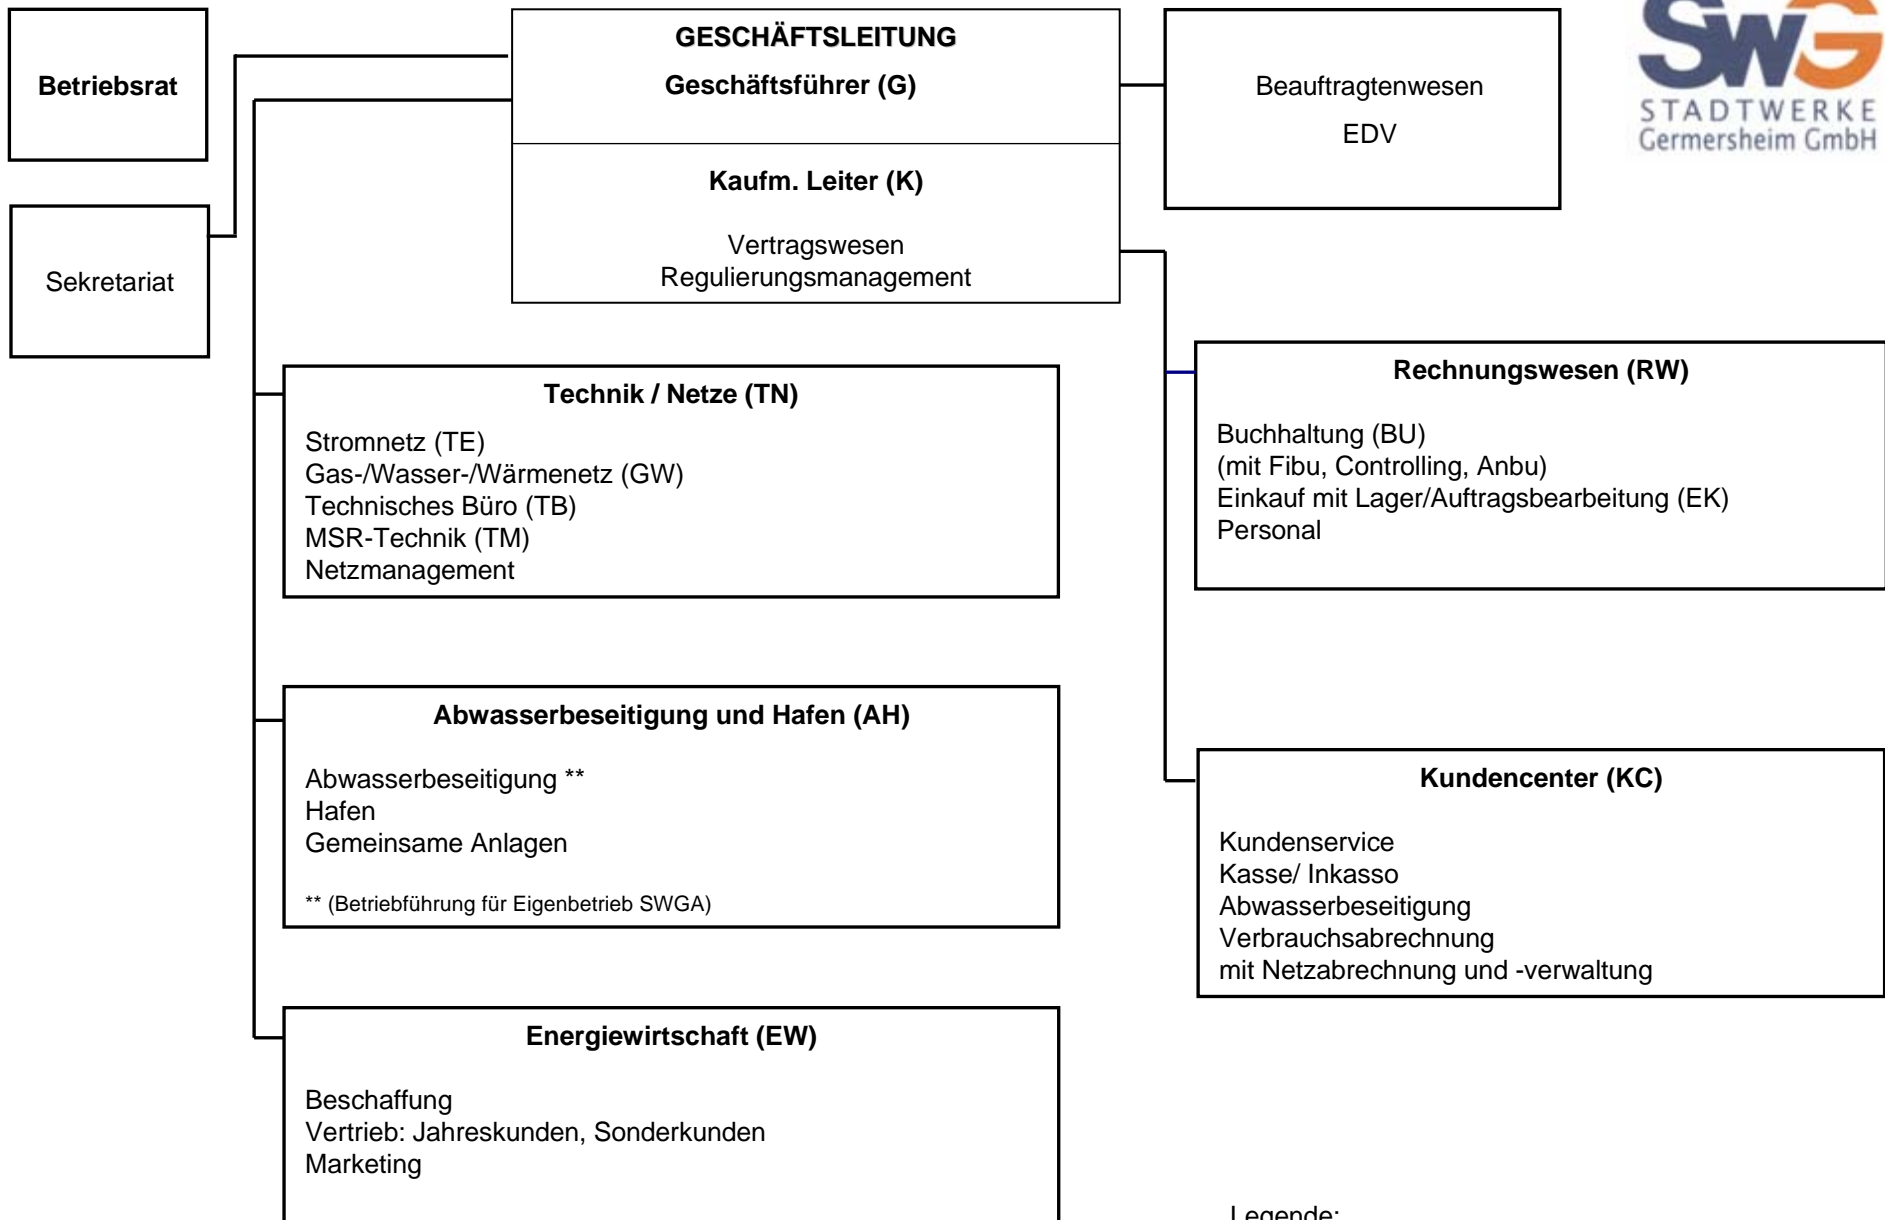 Betriebsrat
Sekretariat
GESCHÄFTSLEITUNG
Geschäftsführer (G)
Kaufm. Leiter (K)
Vertragswesen
Regulierungsmanagement
Beauftragtenwesen
EDV
SWG
STADTWERKE
Germersheim GmbH
Technik / Netze (TN)
Stromnetz (TE)
Gas-/Wasser-/Wärmenetz (GW)
Technisches Büro (TB)
MSR-Technik (TM)
Netzmanagement
Rechnungswesen (RW)
Buchhaltung (BU)
(mit Fibu, Controlling, Anbu)
Einkauf mit Lager/Auftragsbearbeitung (EK)
Personal
Abwasserbeseitigung und Hafen (AH)
Abwasserbeseitigung **
Hafen
Gemeinsame Anlagen
** (Betriebführung für Eigenbetrieb SWGA)
Kundencenter (KC)
Kundenservice
Kasse/ Inkasso
Abwasserbeseitigung
Verbrauchsabrechnung
mit Netzabrechnung und -verwaltung
Energiewirtschaft (EW)
Beschaffung
Vertrieb: Jahreskunden, Sonderkunden
Marketing
Legende: